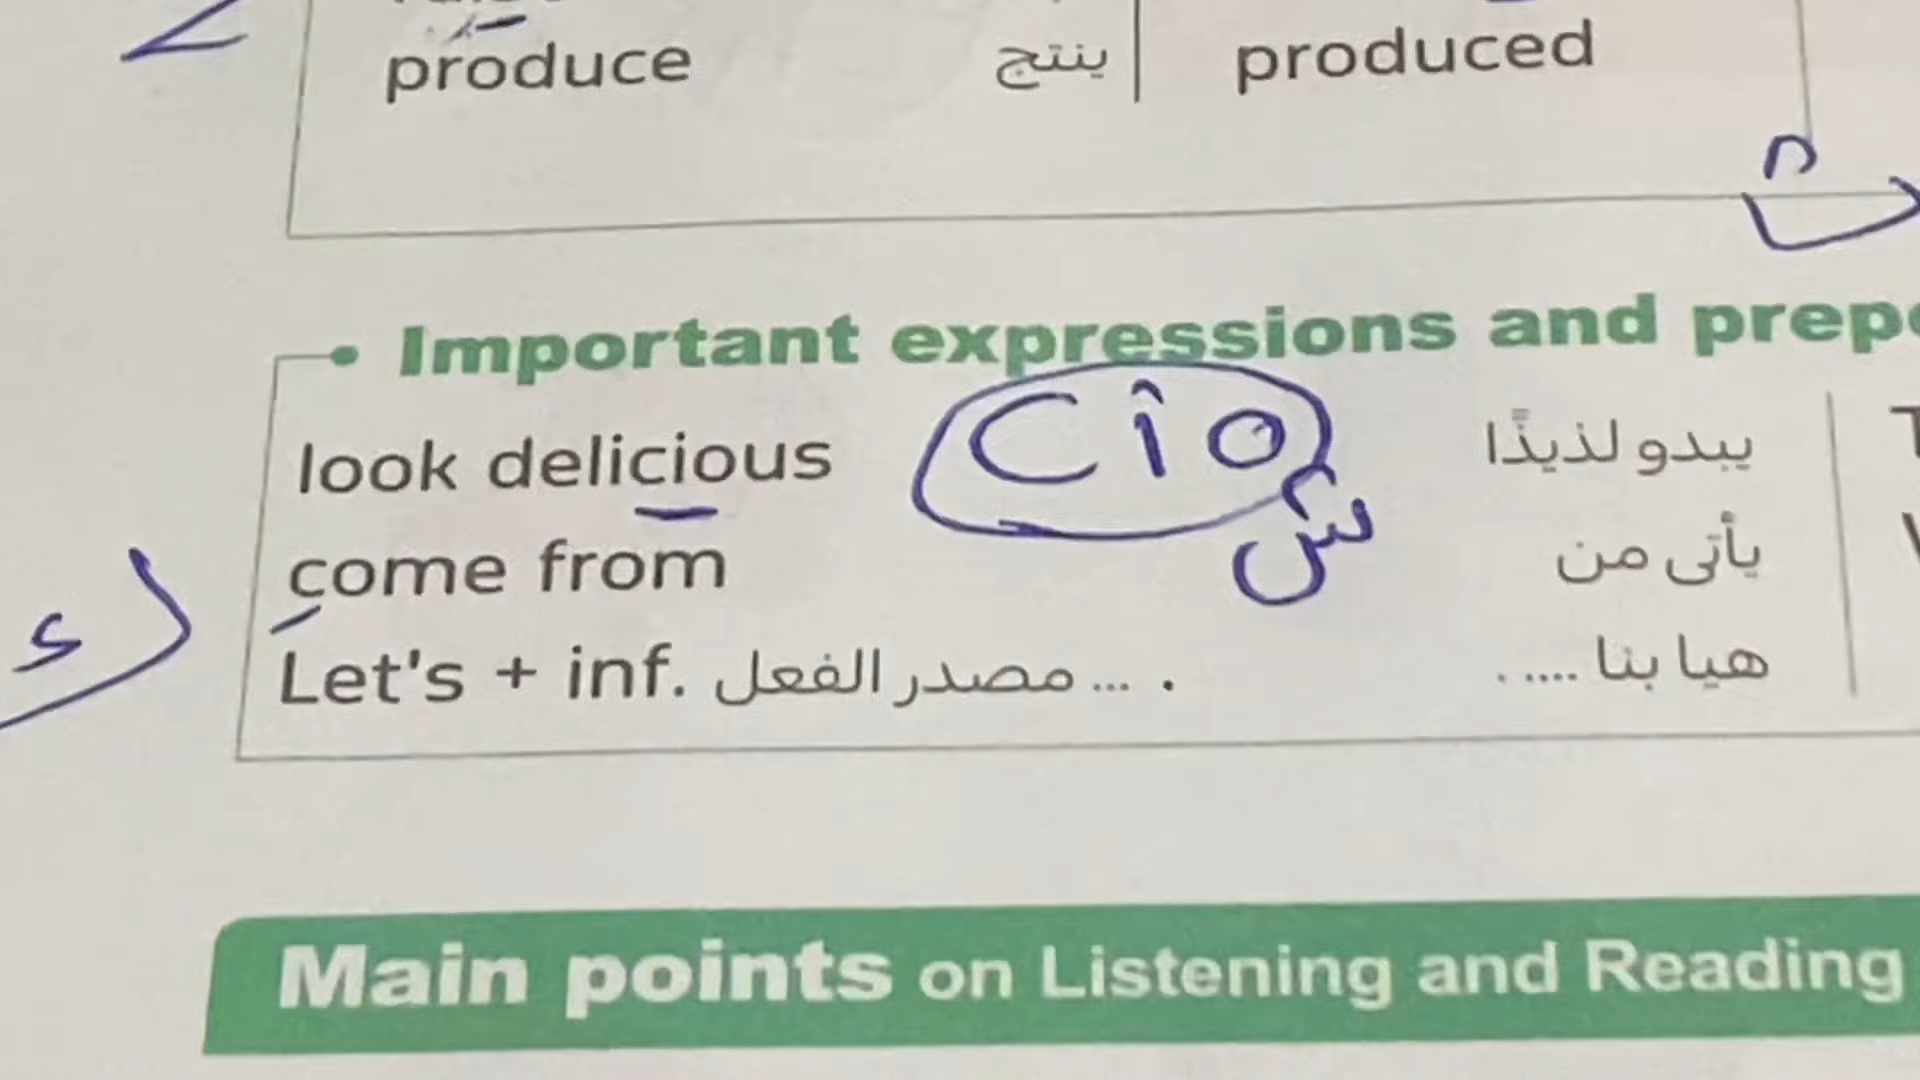 produce ينتج produced
Important expressions and
look delicious cio يبدو لذيذًا
ش
come from يأتى من
ك
Let's + inf. مصدر الفعل ... . هيا بنا ..... .
Main points on Listening and Reading